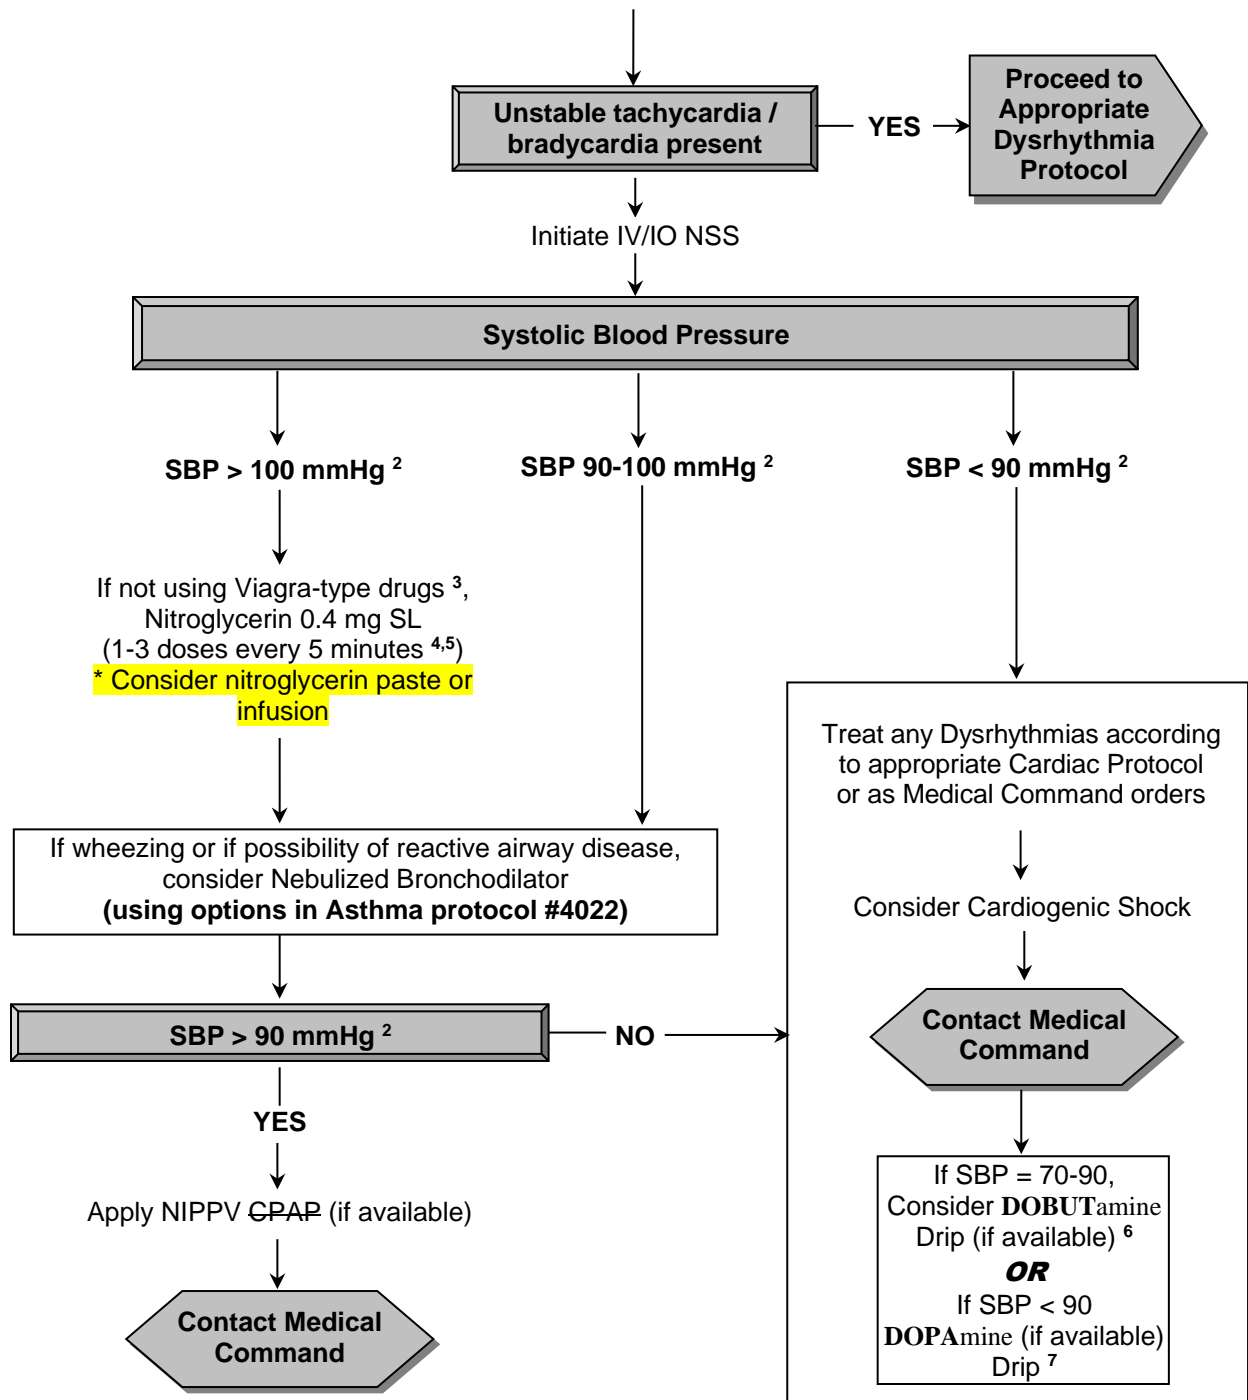 Unstable tachycardia /
bradycardia present
YES
Proceed to
Appropriate
Dysrhythmia
Protocol
Initiate IV/IO NSS
Systolic Blood Pressure
SBP > 100 mmHg 2
SBP 90-100 mmHg 2
SBP < 90 mmHg 2
If not using Viagra-type drugs 3,
Nitroglycerin 0.4 mg SL
(1-3 doses every 5 minutes 4,5)
* Consider nitroglycerin paste or
infusion
If wheezing or if possibility of reactive airway disease,
consider Nebulized Bronchodilator
(using options in Asthma protocol #4022)
SBP > 90 mmHg 2
NO
YES
Apply NIPPV CPAP (if available)
Contact Medical
Command
Treat any Dysrhythmias according
to appropriate Cardiac Protocol
or as Medical Command orders
Consider Cardiogenic Shock
Contact Medical
Command
If SBP = 70-90,
Consider DOBUTamine
Drip (if available) 6
OR
If SBP < 90
DOPAmine (if available)
Drip 7